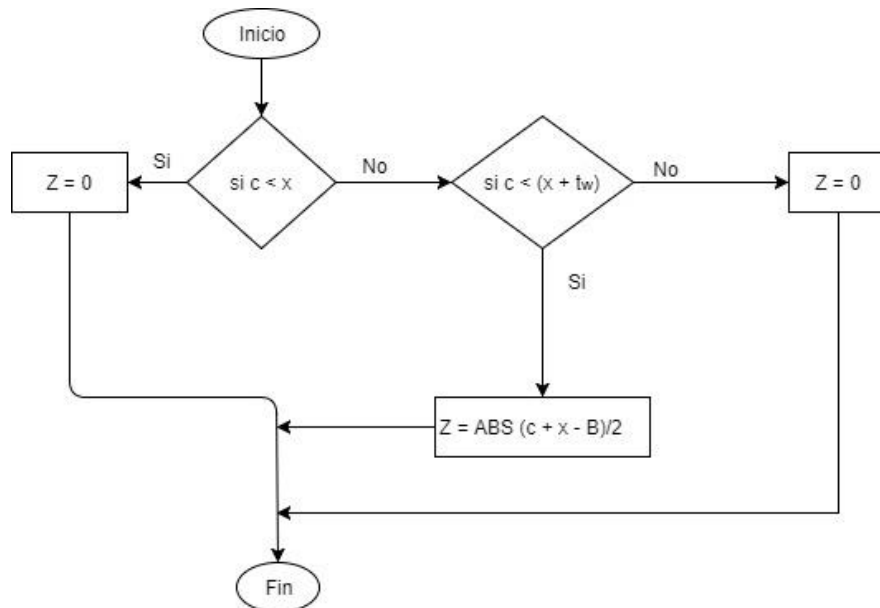 Inicio
Si
No
No
Z = 0
si c < x
si c < (x + tw)
Z = 0
Si
Z = ABS (c + x - B)/2
Fin